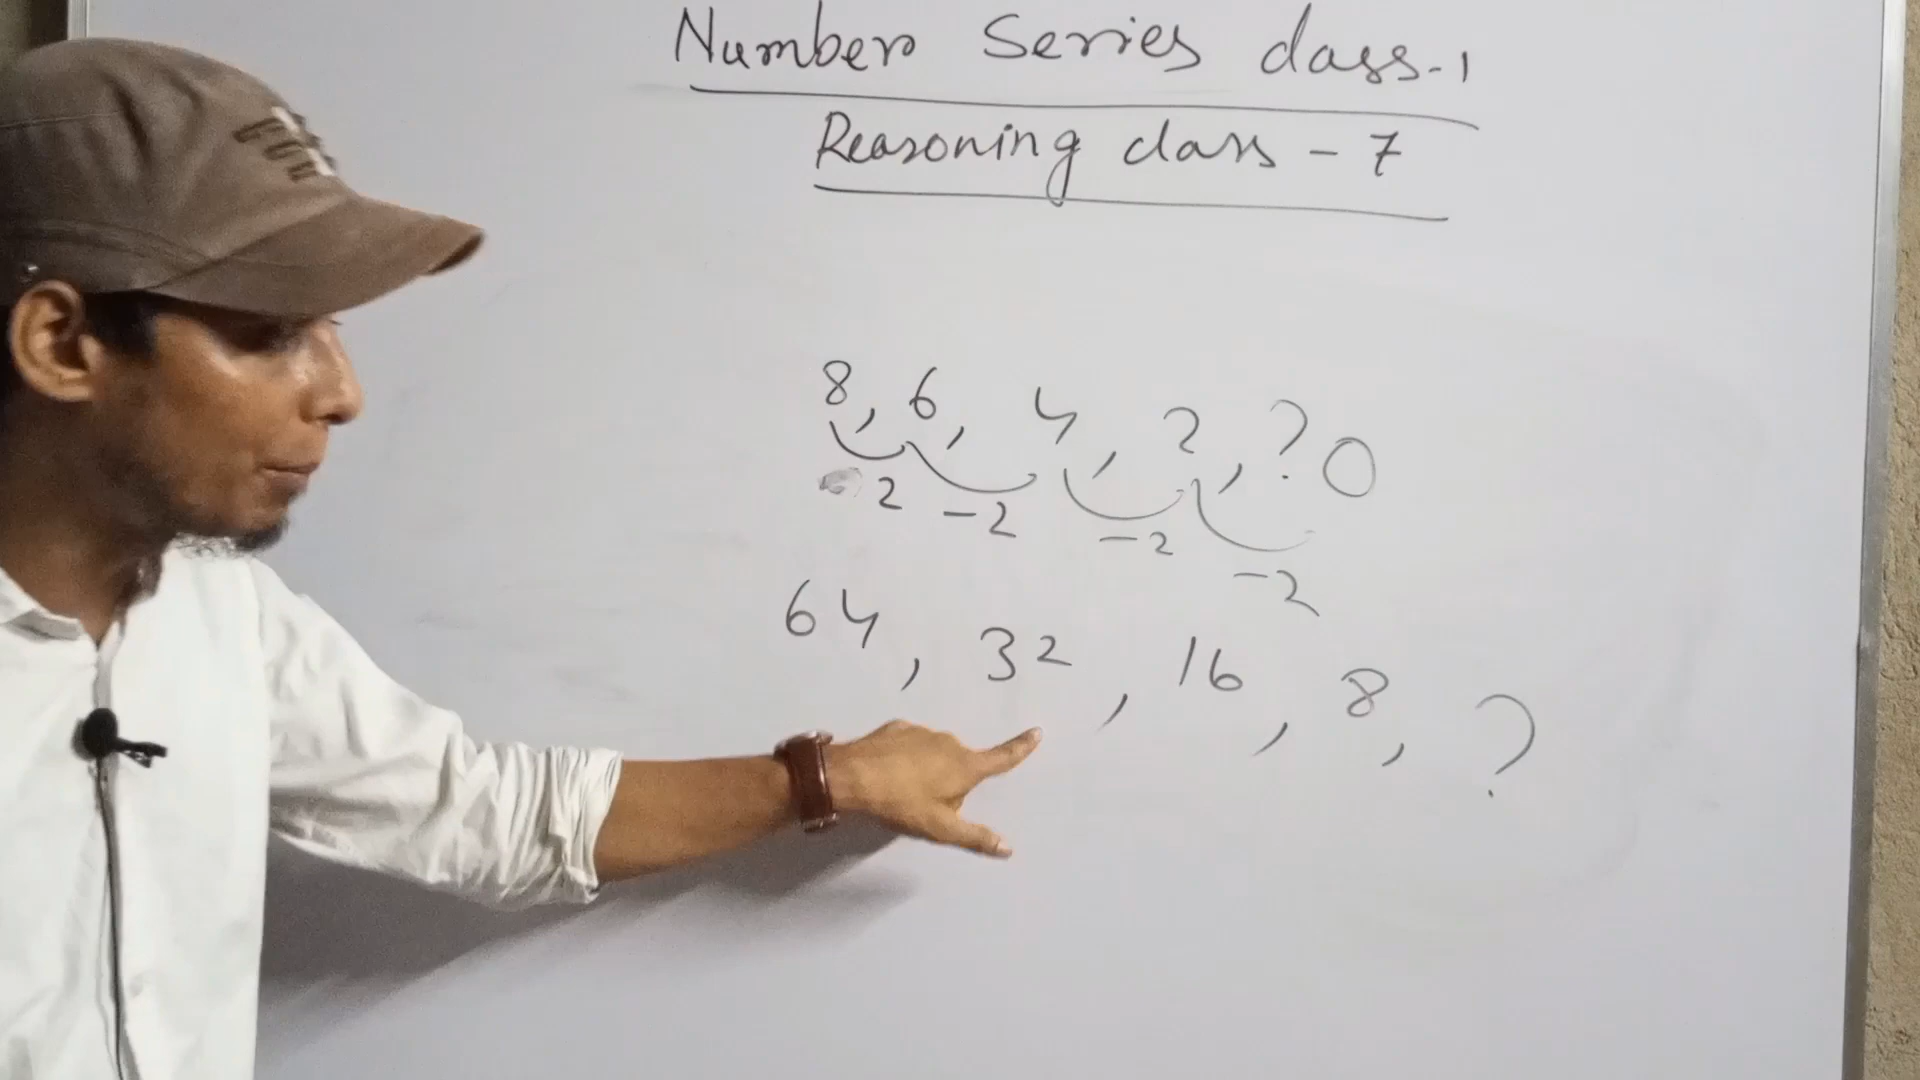 Number Series class-1
Reasoning class - 7
8, 6, 4, 2, ? 0
2 -2 -2 -2
64, 32, 16, 8, ?